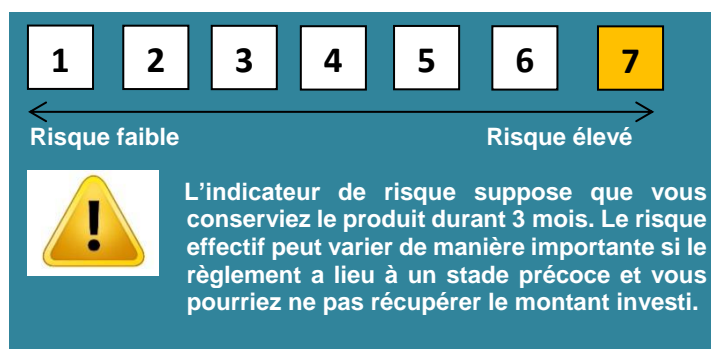 1 2 3 4 5 6 7
Risque faible Risque élevé
L'indicateur de risque suppose que vous
conserviez le produit durant 3 mois. Le risque
effectif peut varier de manière importante si le
règlement a lieu à un stade précoce et vous
pourriez ne pas récupérer le montant investi.